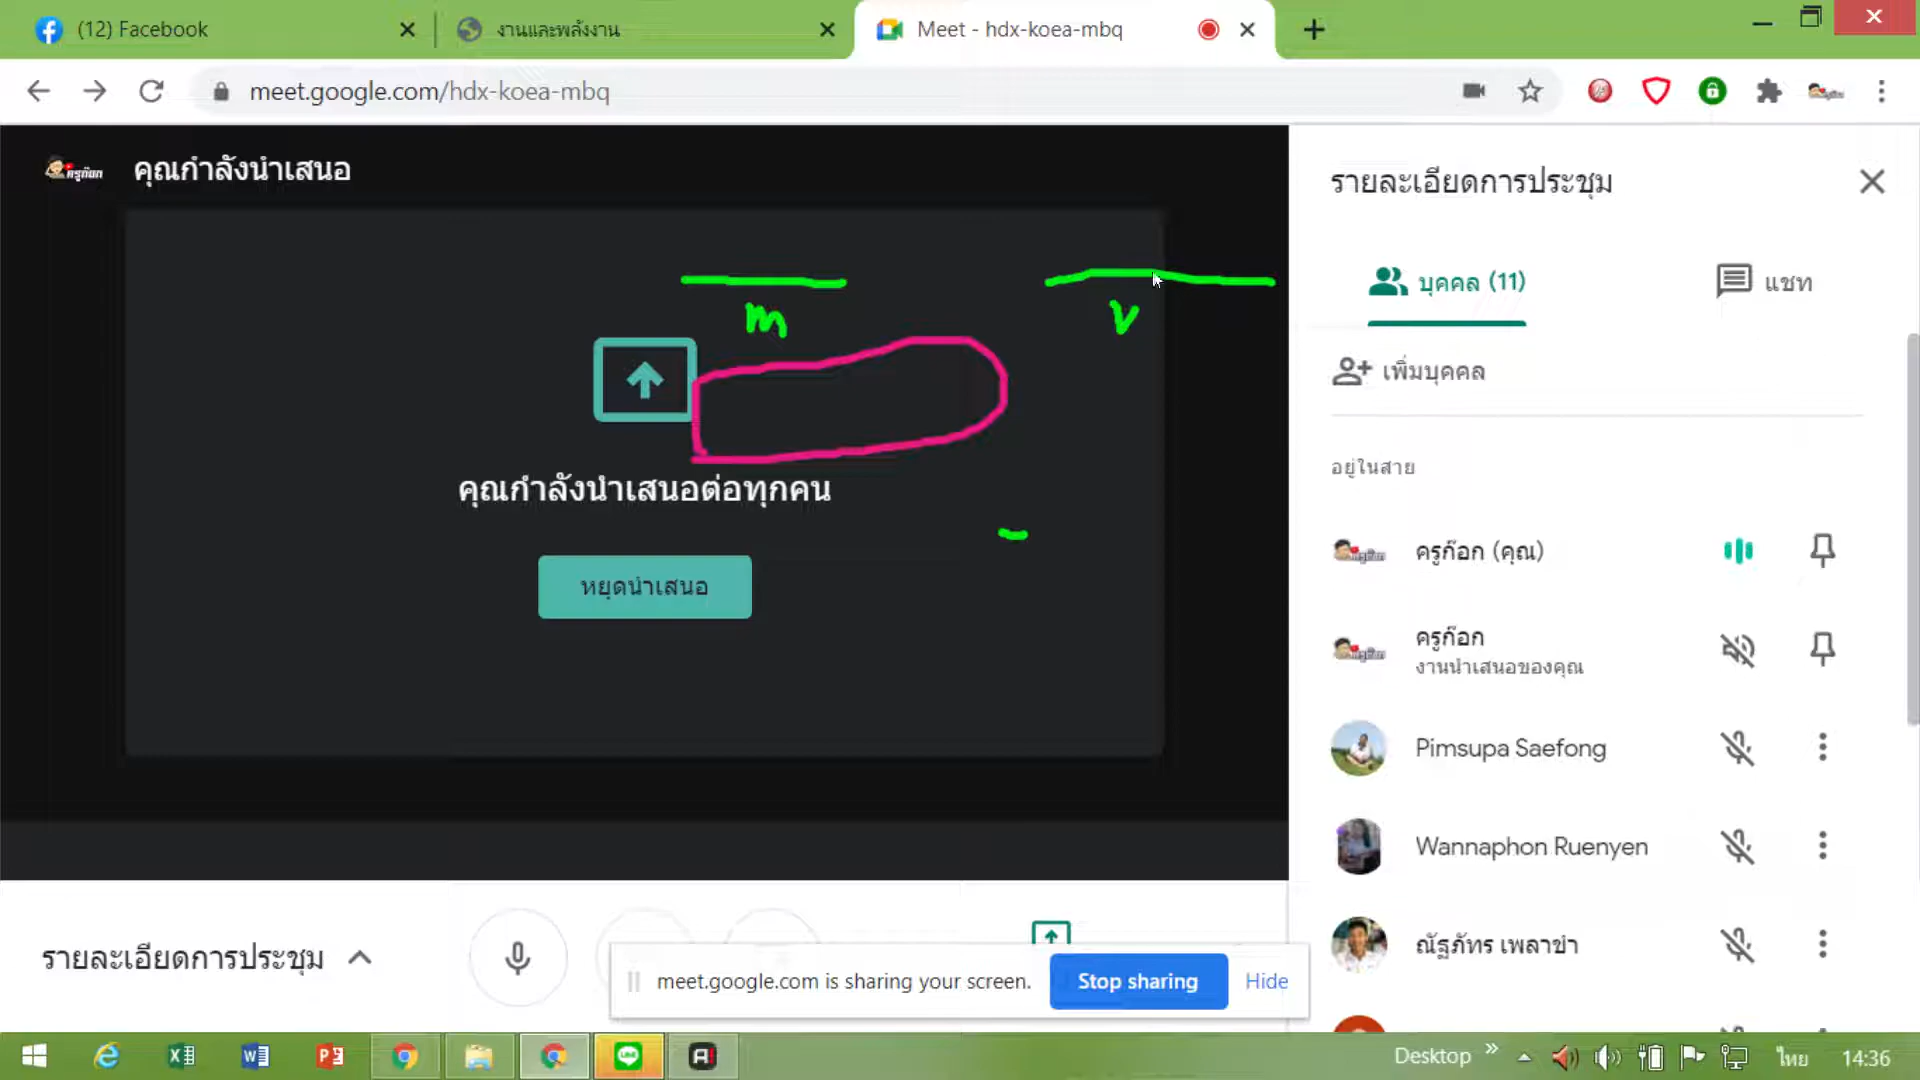 (12) Facebook
งานและพลังงาน
Meet - hdx-koea-mbq
meet.google.com/hdx-koea-mbq
ครูก๊อก
คุณกำลังนำเสนอ
m
v
คุณกำลังนำเสนอต่อทุกคน
หยุดนำเสนอ
รายละเอียดการประชุม
บุคคล (11)
แชท
เพิ่มบุคคล
อยู่ในสาย
ครูก๊อก (คุณ)
ครูก๊อก
งานนำเสนอของคุณ
Pimsupa Saefong
Wannaphon Ruenyen
ณัฐภัทร เพลาขำ
รายละเอียดการประชุม
meet.google.com is sharing your screen.
Stop sharing
Hide
Desktop
ไทย
14:36